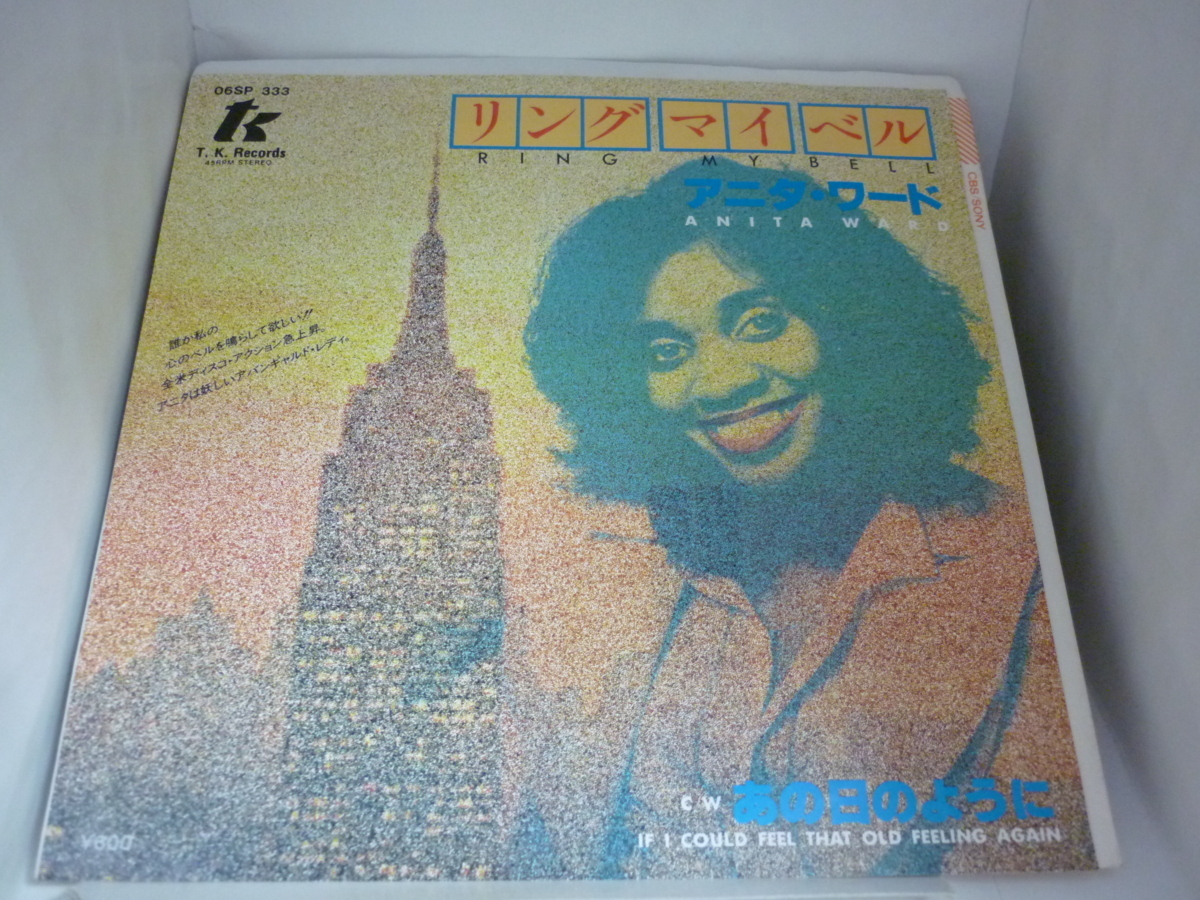 06SP 333
tk
T. K. Records
45RPM STEREO
リング マイ ベル
RING MY BELL
アニタ・ワード
ANITA WARD
CBS SONY
誰か私の
心のベルを鳴らして欲しい!!
全米ディスコ・アクション急上昇。
アニタは妖しいアバンギャルド・レディ。
C W あの日のように
IF I COULD FEEL THAT OLD FEELING AGAIN
¥600